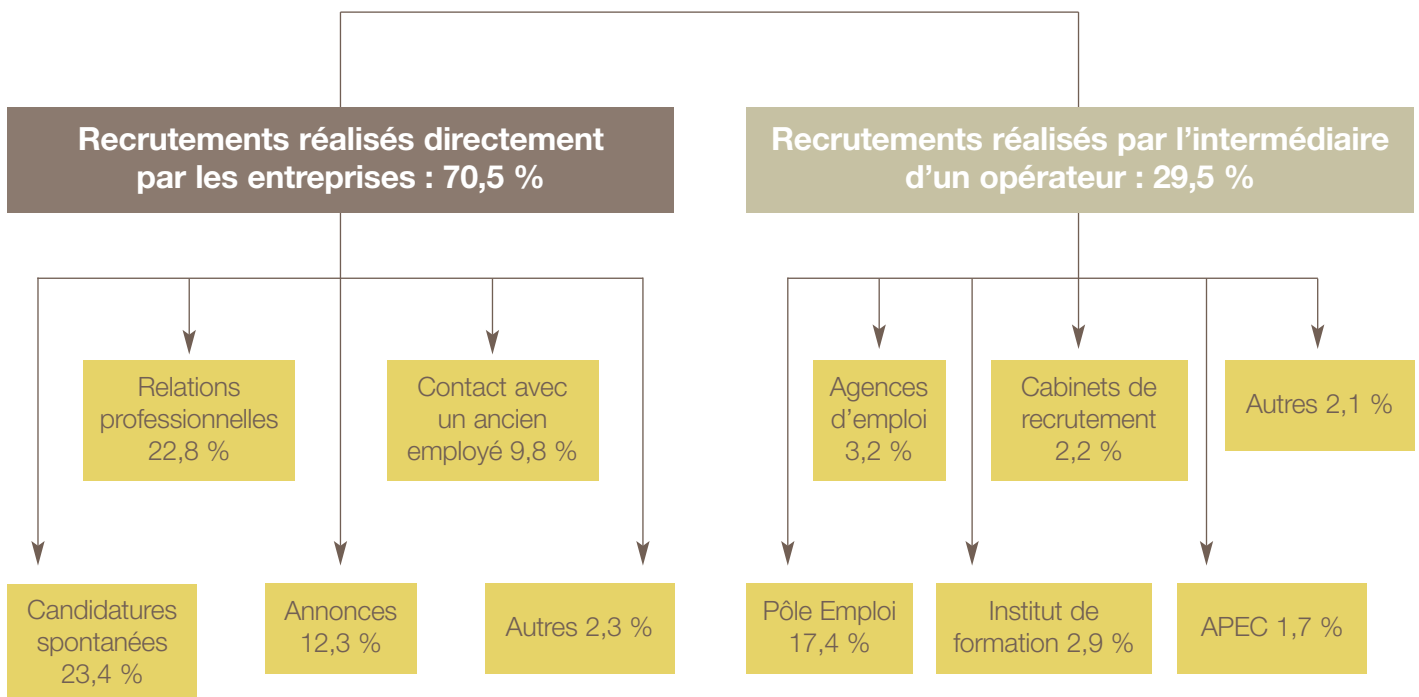 Recrutements réalisés directement
par les entreprises : 70,5 %
Recrutements réalisés par l’intermédiaire
d’un opérateur : 29,5 %
Relations
professionnelles
22,8 %
Contact avec
un ancien
employé 9,8 %
Agences
d’emploi
3,2 %
Cabinets de
recrutement
2,2 %
Autres 2,1 %
Candidatures
spontanées
23,4 %
Annonces
12,3 %
Autres 2,3 %
Pôle Emploi
17,4 %
Institut de
formation 2,9 %
APEC 1,7 %